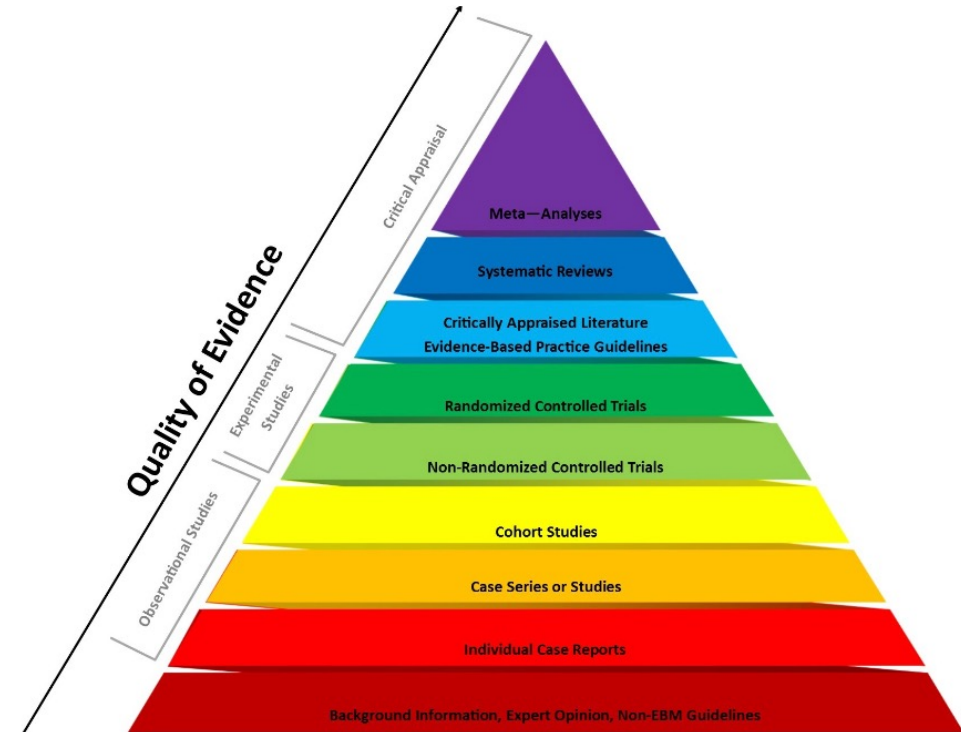 Quality of Evidence
Critical Appraisal
Experimental
Studies
Observational Studies
Meta—Analyses
Systematic Reviews
Critically Appraised Literature
Evidence-Based Practice Guidelines
Randomized Controlled Trials
Non-Randomized Controlled Trials
Cohort Studies
Case Series or Studies
Individual Case Reports
Background Information, Expert Opinion, Non-EBM Guidelines